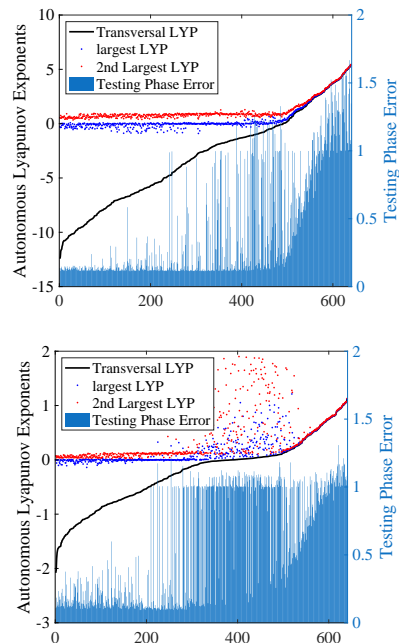 10
5
0
-5
-10
-15
Autonomous Lyapunov Exponents
Transversal LYP
largest LYP
2nd Largest LYP
Testing Phase Error
2
1.5
1
0.5
0
Testing Phase Error
0 200 400 600
2
1
0
-1
-2
-3
Autonomous Lyapunov Exponents
Transversal LYP
largest LYP
2nd Largest LYP
Testing Phase Error
2
1.5
1
0.5
0
Testing Phase Error
0 200 400 600